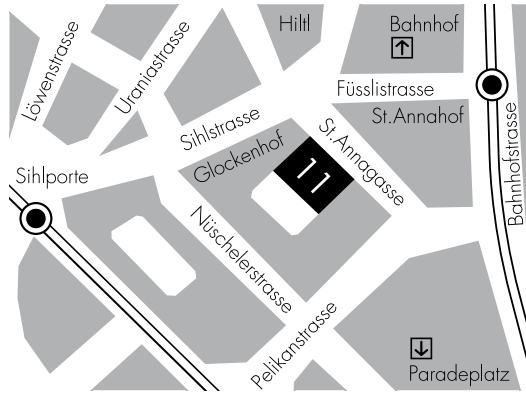 Hiltl
Bahnhof
Löwenstrasse
Uraniastrasse
Füsslistrasse
Sihlstrasse
St.Annahof
St.Annagasse
Glockenhof
11
Bahnhofstrasse
Sihlporte
Nüschelerstrasse
Pelikanstrasse
Paradeplatz